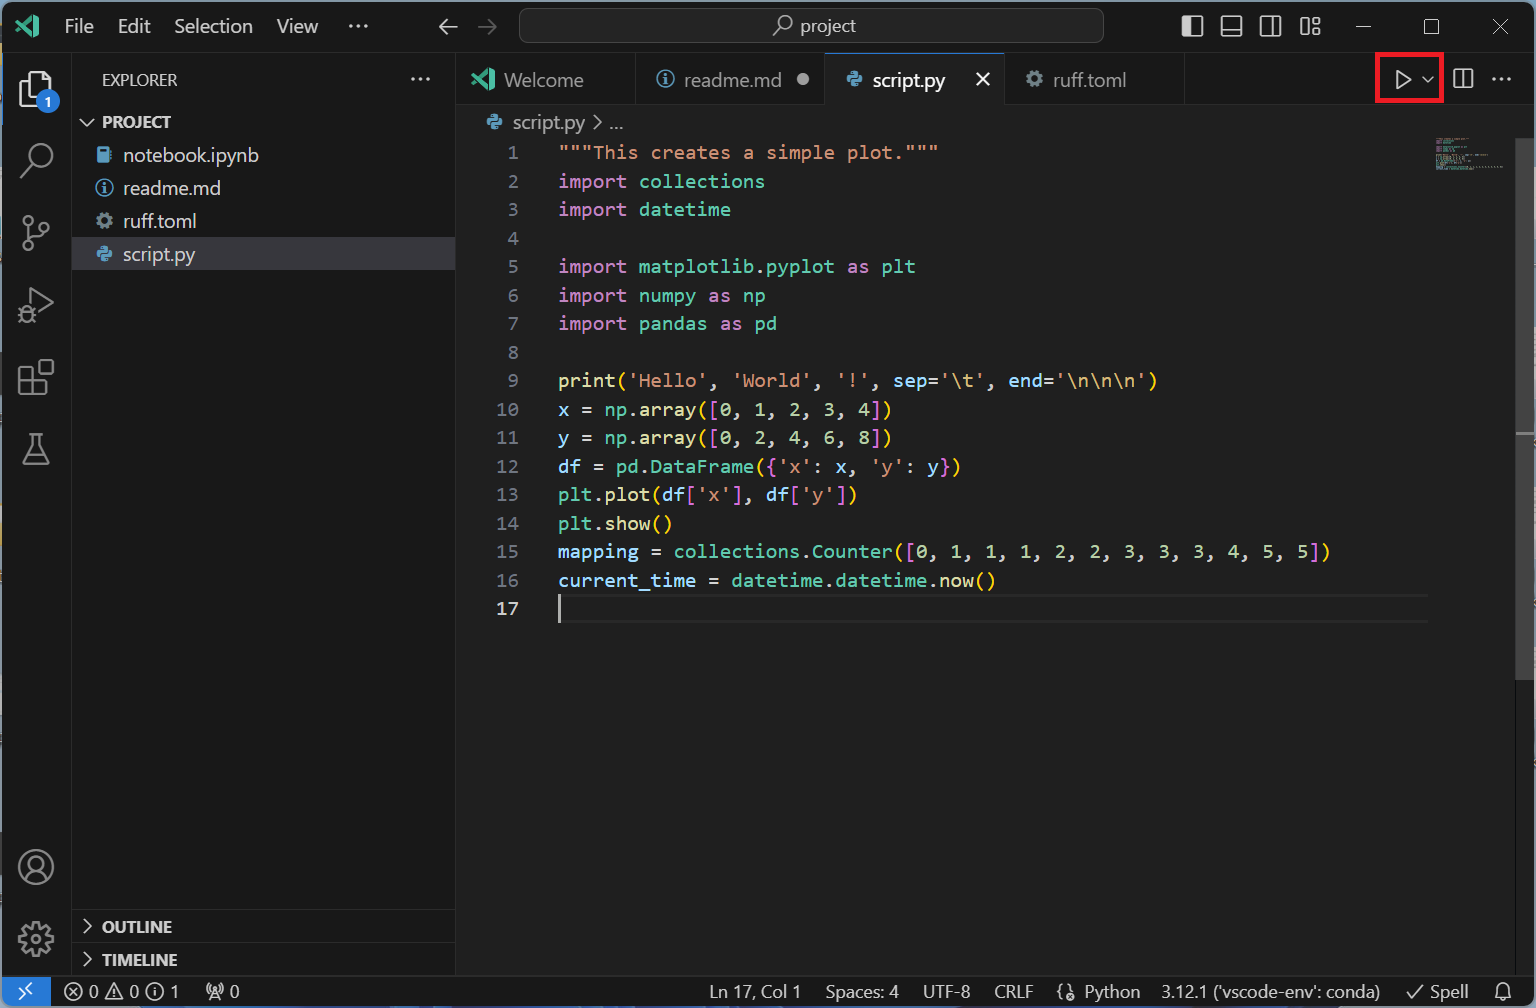 File Edit Selection View ···
project
EXPLORER ···
PROJECT
notebook.ipynb
readme.md
ruff.toml
script.py
OUTLINE
TIMELINE
1
Welcome
readme.md
script.py
ruff.toml
script.py > ...
1 """This creates a simple plot."""
2 import collections
3 import datetime
4
5 import matplotlib.pyplot as plt
6 import numpy as np
7 import pandas as pd
8
9 print('Hello', 'World', '!', sep='\t', end='\n\n\n')
10 x = np.array([0, 1, 2, 3, 4])
11 y = np.array([0, 2, 4, 6, 8])
12 df = pd.DataFrame({'x': x, 'y': y})
13 plt.plot(df['x'], df['y'])
14 plt.show()
15 mapping = collections.Counter([0, 1, 1, 1, 2, 2, 3, 3, 3, 4, 5, 5])
16 current_time = datetime.datetime.now()
17
0 0 1 0 Ln 17, Col 1 Spaces: 4 UTF-8 CRLF Python 3.12.1 ('vscode-env': conda) Spell